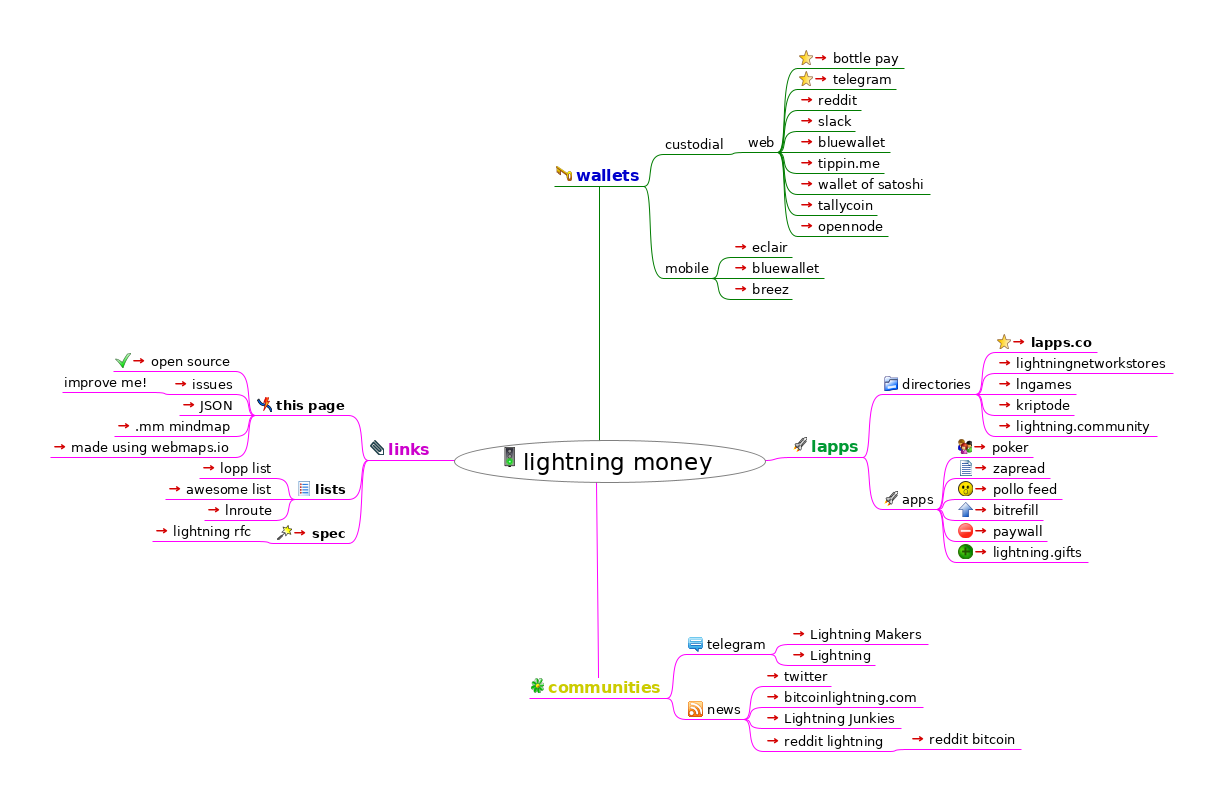 lightning money
wallets
custodial
web
bottle pay
telegram
reddit
slack
bluewallet
tippin.me
wallet of satoshi
tallycoin
opennode
mobile
eclair
bluewallet
breez
lapps
directories
lapps.co
lightningnetworkstores
lngames
kriptode
lightning.community
apps
poker
zapread
pollo feed
bitrefill
paywall
lightning.gifts
communities
telegram
Lightning Makers
Lightning
news
twitter
bitcoinlightning.com
Lightning Junkies
reddit lightning
reddit bitcoin
links
this page
open source
issues
improve me!
JSON
.mm mindmap
made using webmaps.io
lists
lopp list
awesome list
lnroute
spec
lightning rfc